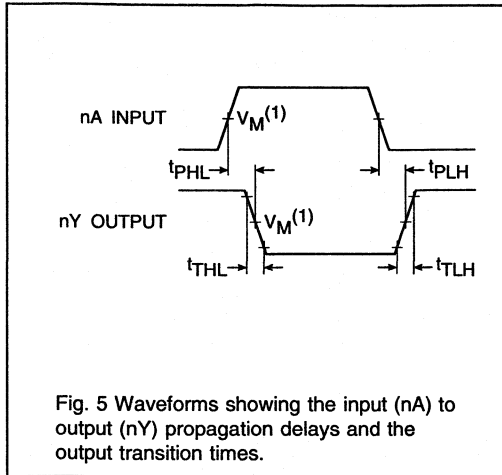 nA INPUT
VM(1)
tPHL
tPLH
nY OUTPUT
VM(1)
tTHL
tTLH
Fig. 5 Waveforms showing the input (nA) to
output (nY) propagation delays and the
output transition times.